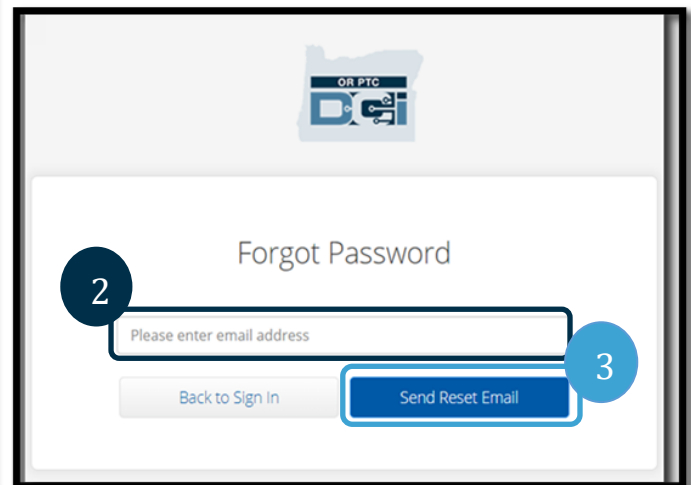 OR PTC
DCi
Forgot Password
2
Please enter email address
3
Back to Sign In Send Reset Email